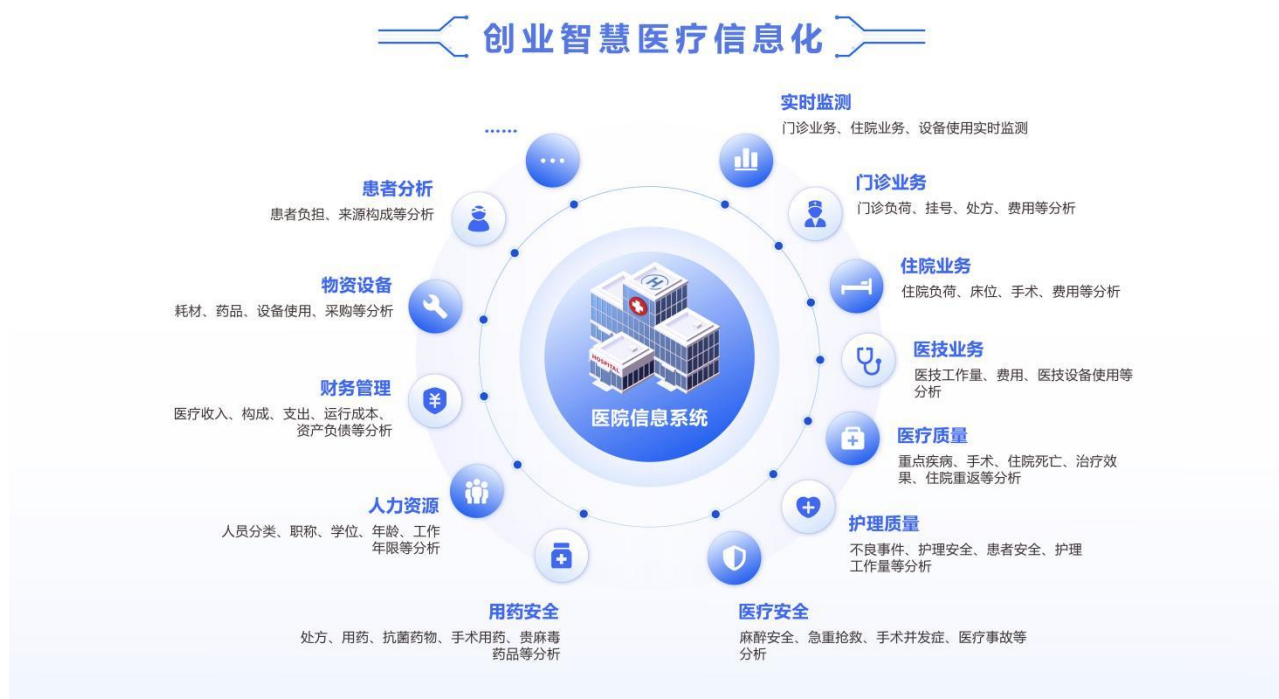 创业智慧医疗信息化
实时监测
门诊业务、住院业务、设备使用实时监测
门诊业务
门诊负荷、挂号、处方、费用等分析
住院业务
住院负荷、床位、手术、费用等分析
医技业务
医技工作量、费用、医技设备使用等
分析
医疗质量
重点疾病、手术、住院死亡、治疗效
果、住院重返等分析
护理质量
不良事件、护理安全、患者安全、护理
工作量等分析
医疗安全
麻醉安全、急重抢救、手术并发症、医疗事故等
分析
用药安全
处方、用药、抗菌药物、手术用药、贵麻毒
药品等分析
人力资源
人员分类、职称、学位、年龄、工作
年限等分析
财务管理
医疗收入、构成、支出、运行成本、
资产负债等分析
物资设备
耗材、药品、设备使用、采购等分析
患者分析
患者负担、来源构成等分析
······
H
HOSPITAL
医院信息系统